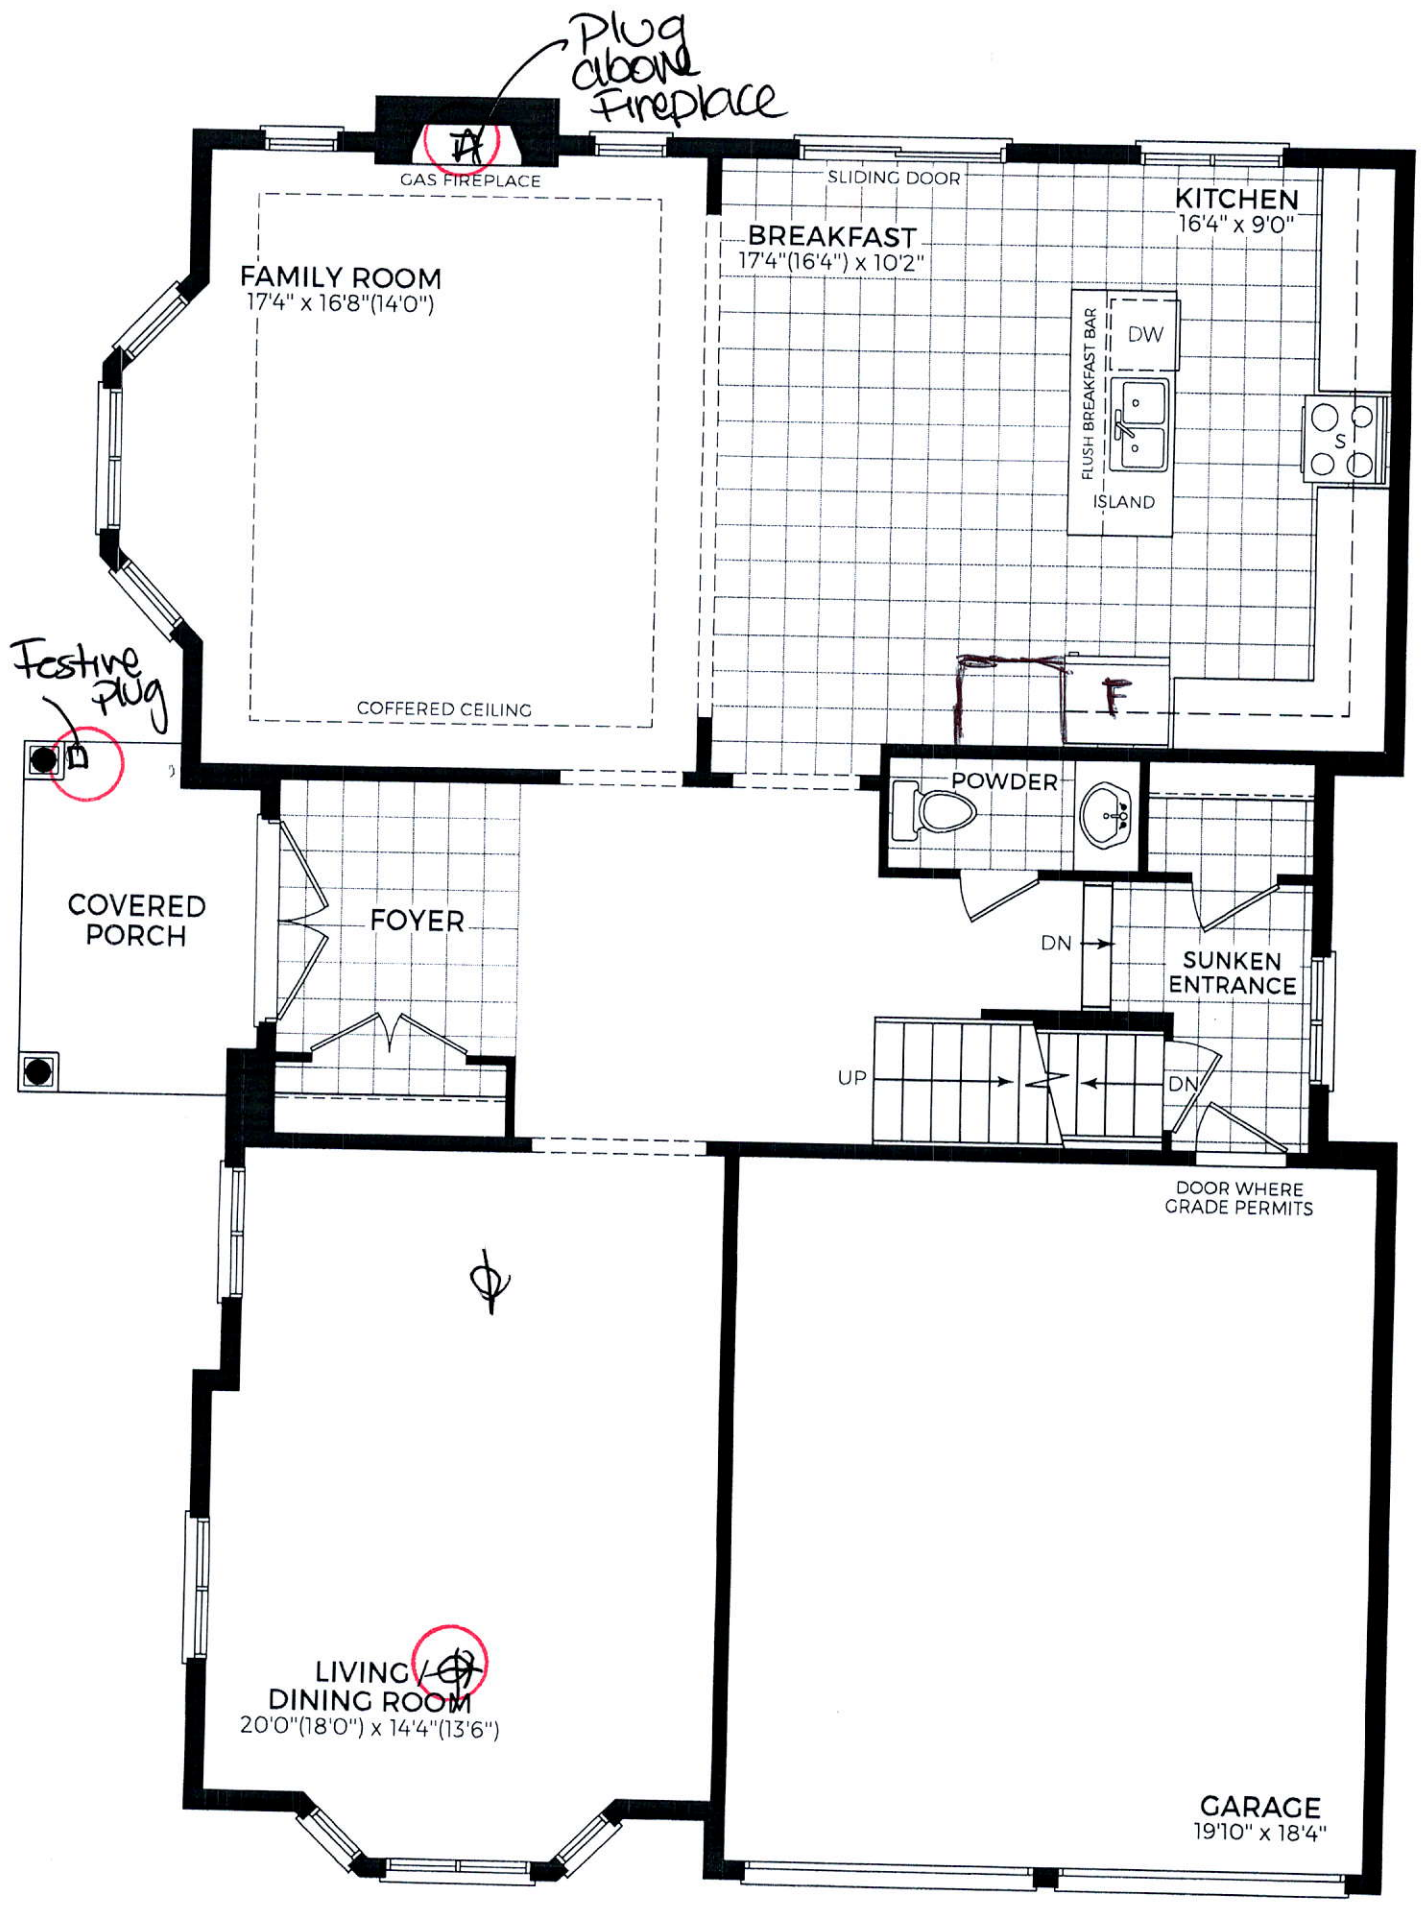 Plug
above
Fireplace
GAS FIREPLACE
SLIDING DOOR
KITCHEN
16'4" x 9'0"
BREAKFAST
17'4"(16'4") x 10'2"
FAMILY ROOM
17'4" x 16'8"(14'0")
FLUSH BREAKFAST BAR
DW
S
ISLAND
Festive
plug
F
COFFERED CEILING
POWDER
COVERED
PORCH
FOYER
DN
SUNKEN
ENTRANCE
UP
DN
DOOR WHERE
GRADE PERMITS
LIVING /
DINING ROOM
20'0"(18'0") x 14'4"(13'6")
GARAGE
19'10" x 18'4"